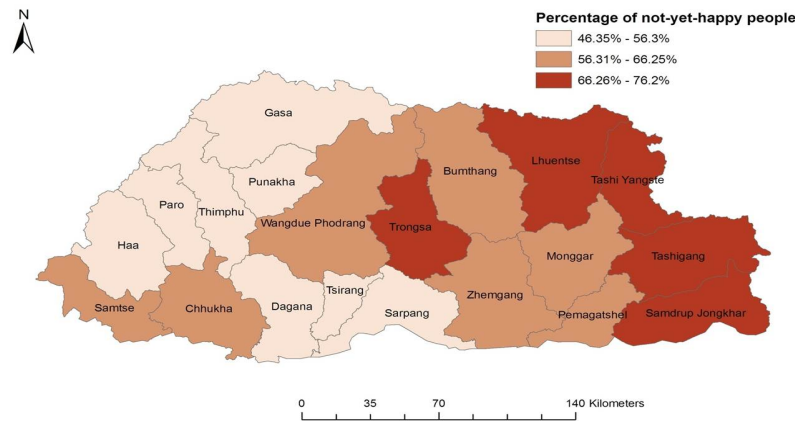 N
Percentage of not-yet-happy people
46.35% - 56.3%
56.31% - 66.25%
66.26% - 76.2%
Gasa
Punakha
Paro
Thimphu
Haa
Wangdue Phodrang
Bumthang
Lhuentse
Tashi Yangste
Trongsa
Monggar
Tashigang
Samtse
Chhukha
Dagana
Tsirang
Sarpang
Zhemgang
Pemagatshel
Samdrup Jongkhar
0 35 70 140 Kilometers